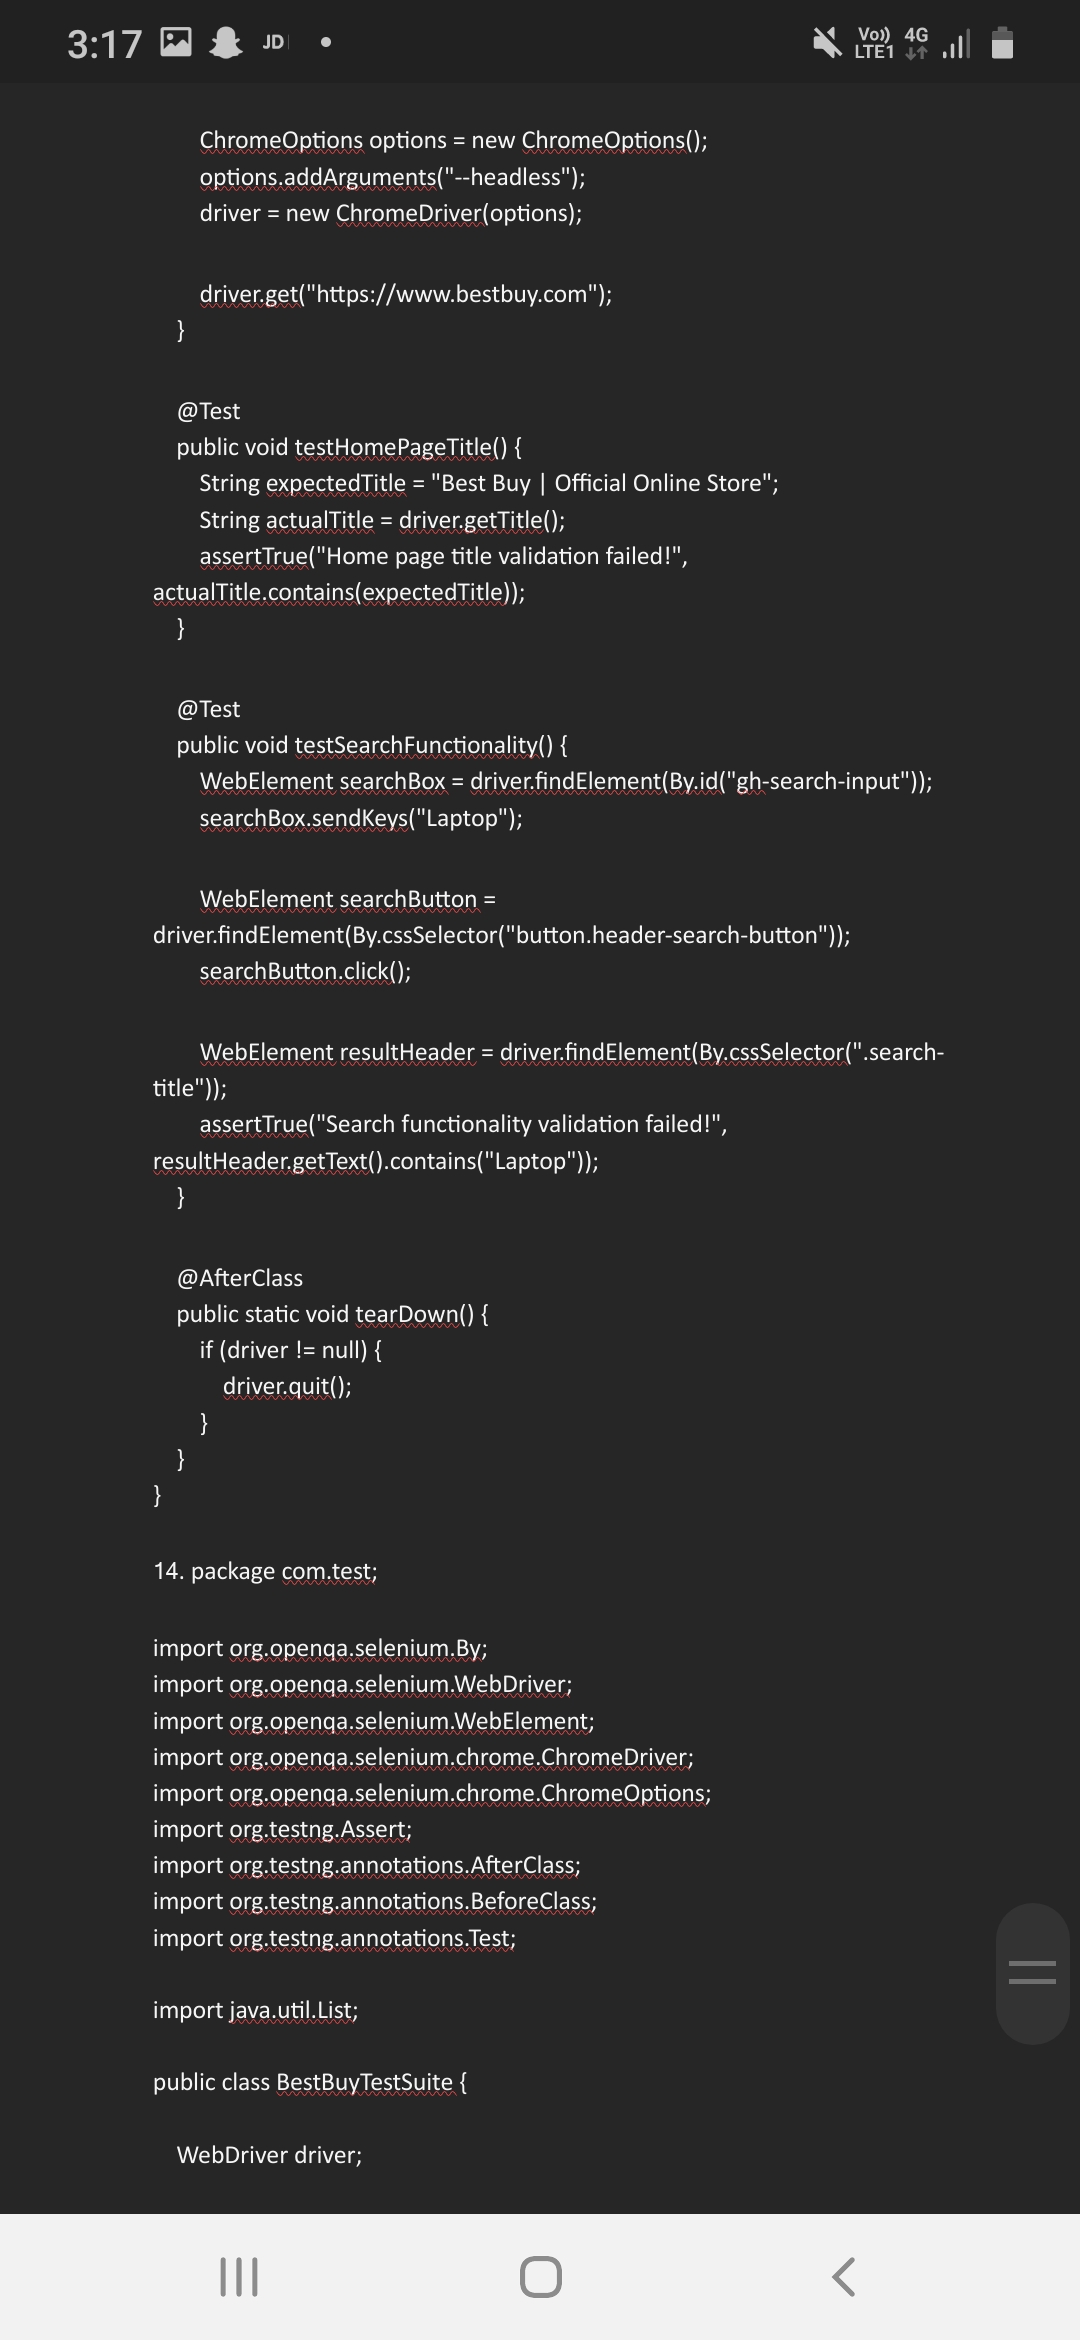 3:17 JD
Vo)) 4G
LTE1
ChromeOptions options = new ChromeOptions();
options.addArguments("--headless");
driver = new ChromeDriver(options);
driver.get("https://www.bestbuy.com");
}
@Test
public void testHomePageTitle() {
String expectedTitle = "Best Buy | Official Online Store";
String actualTitle = driver.getTitle();
assertTrue("Home page title validation failed!",
actualTitle.contains(expectedTitle));
}
@Test
public void testSearchFunctionality() {
WebElement searchBox = driver.findElement(By.id("gh-search-input"));
searchBox.sendKeys("Laptop");
WebElement searchButton =
driver.findElement(By.cssSelector("button.header-search-button"));
searchButton.click();
WebElement resultHeader = driver.findElement(By.cssSelector(".search-
title"));
assertTrue("Search functionality validation failed!",
resultHeader.getText().contains("Laptop"));
}
@AfterClass
public static void tearDown() {
if (driver != null) {
driver.quit();
}
}
}
14. package com.test;
import org.openqa.selenium.By;
import org.openqa.selenium.WebDriver;
import org.openqa.selenium.WebElement;
import org.openqa.selenium.chrome.ChromeDriver;
import org.openqa.selenium.chrome.ChromeOptions;
import org.testng.Assert;
import org.testng.annotations.AfterClass;
import org.testng.annotations.BeforeClass;
import org.testng.annotations.Test;
import java.util.List;
public class BestBuyTestSuite {
WebDriver driver;